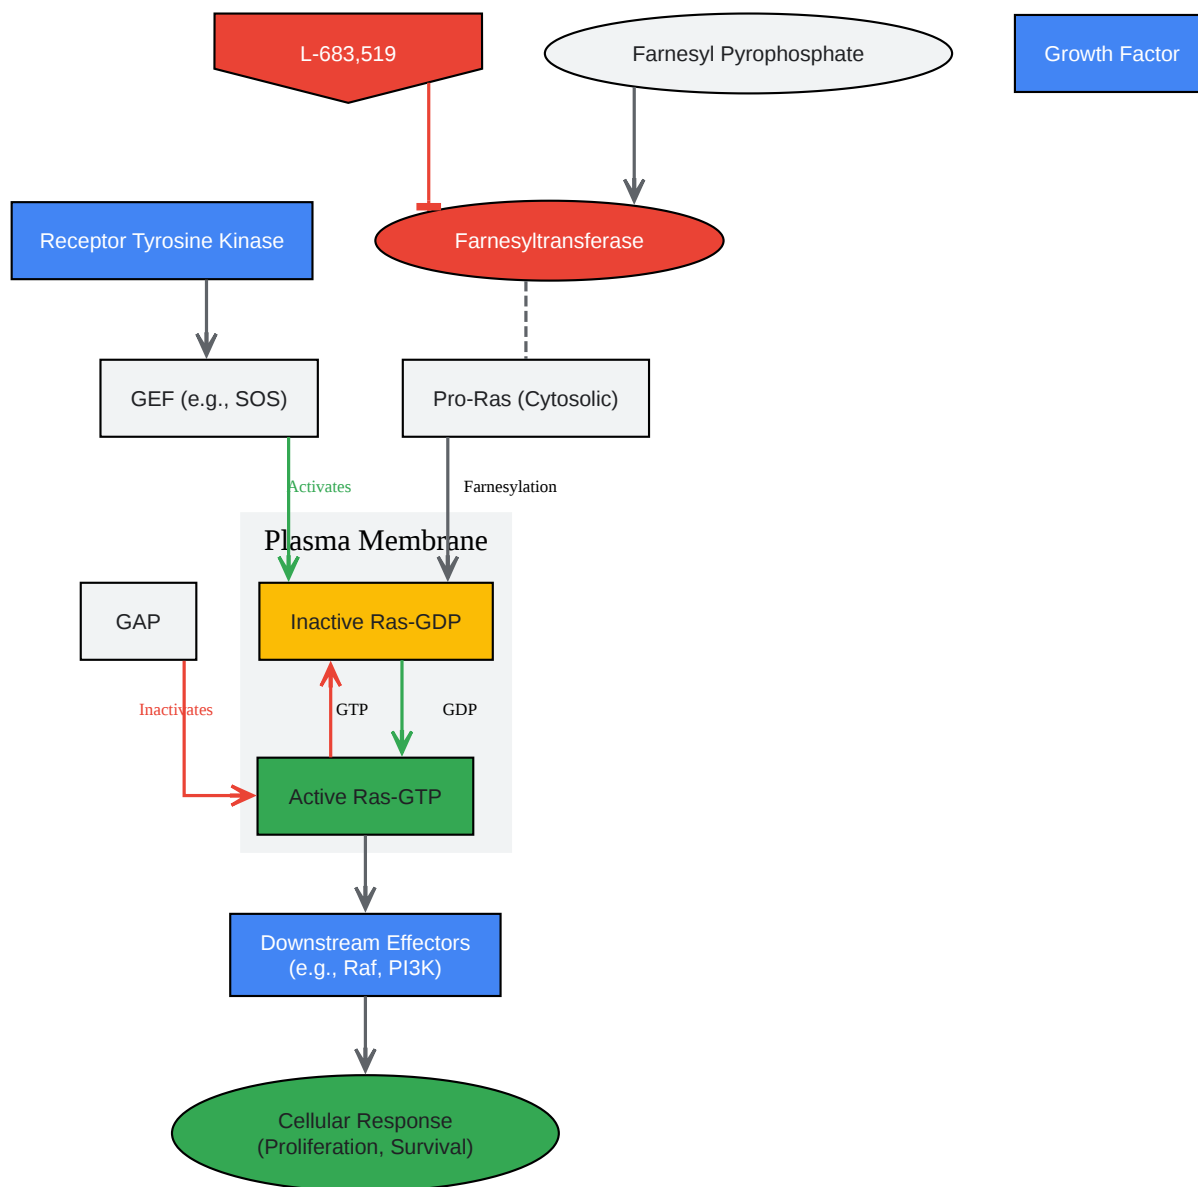 L-683,519
Farnesyl Pyrophosphate
Growth Factor
Receptor Tyrosine Kinase
Farnesyltransferase
GEF (e.g., SOS)
Pro-Ras (Cytosolic)
Activates
Farnesylation
Plasma Membrane
GAP
Inactive Ras-GDP
Inactivates
GTP
GDP
Active Ras-GTP
Downstream Effectors
(e.g., Raf, PI3K)
Cellular Response
(Proliferation, Survival)